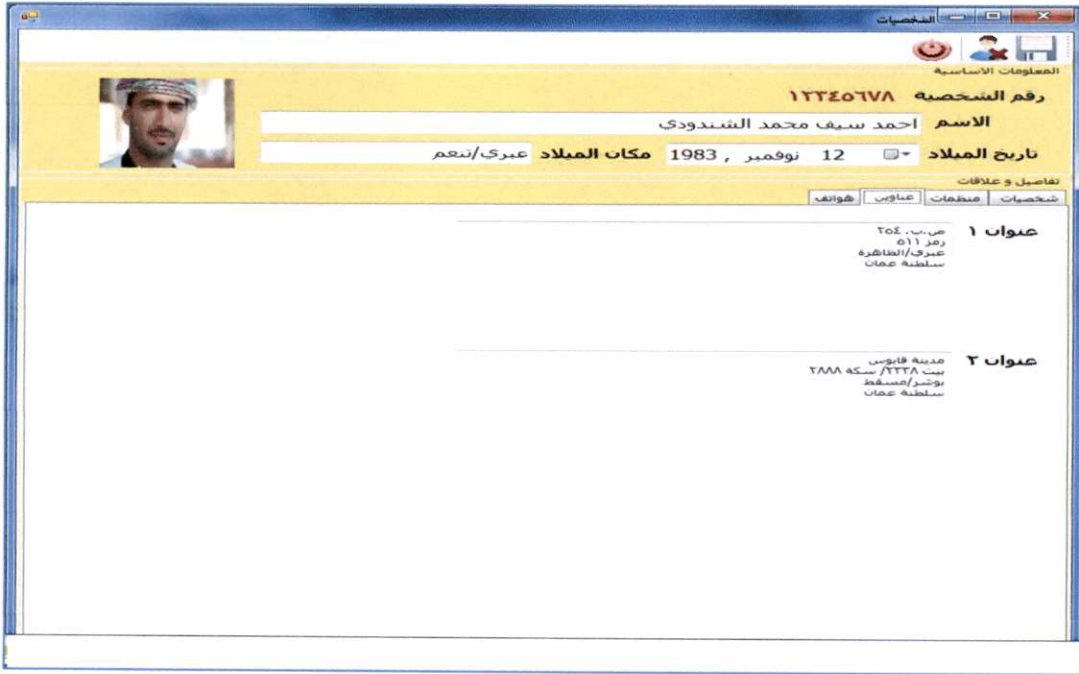 الشخصيات
المعلومات الاساسية
رقم الشخصية ١٢٣٤٥٦٧٨
الاسم احمد سيف محمد الشندودي
تاريخ الميلاد 12 نوفمبر , 1983 مكان الميلاد عبري/تنعم
تفاصيل و علاقات
شخصيات منظمات عناوين هواتف
عنوان ١ ص.ب. ٢٥٤
رمز ٥١١
عبري/الظاهرة
سلطنة عمان
عنوان ٢ مدينة قابوس
بيت ٢٣٣٨/ سكة ٢٨٨٨
بوشر/مسقط
سلطنة عمان